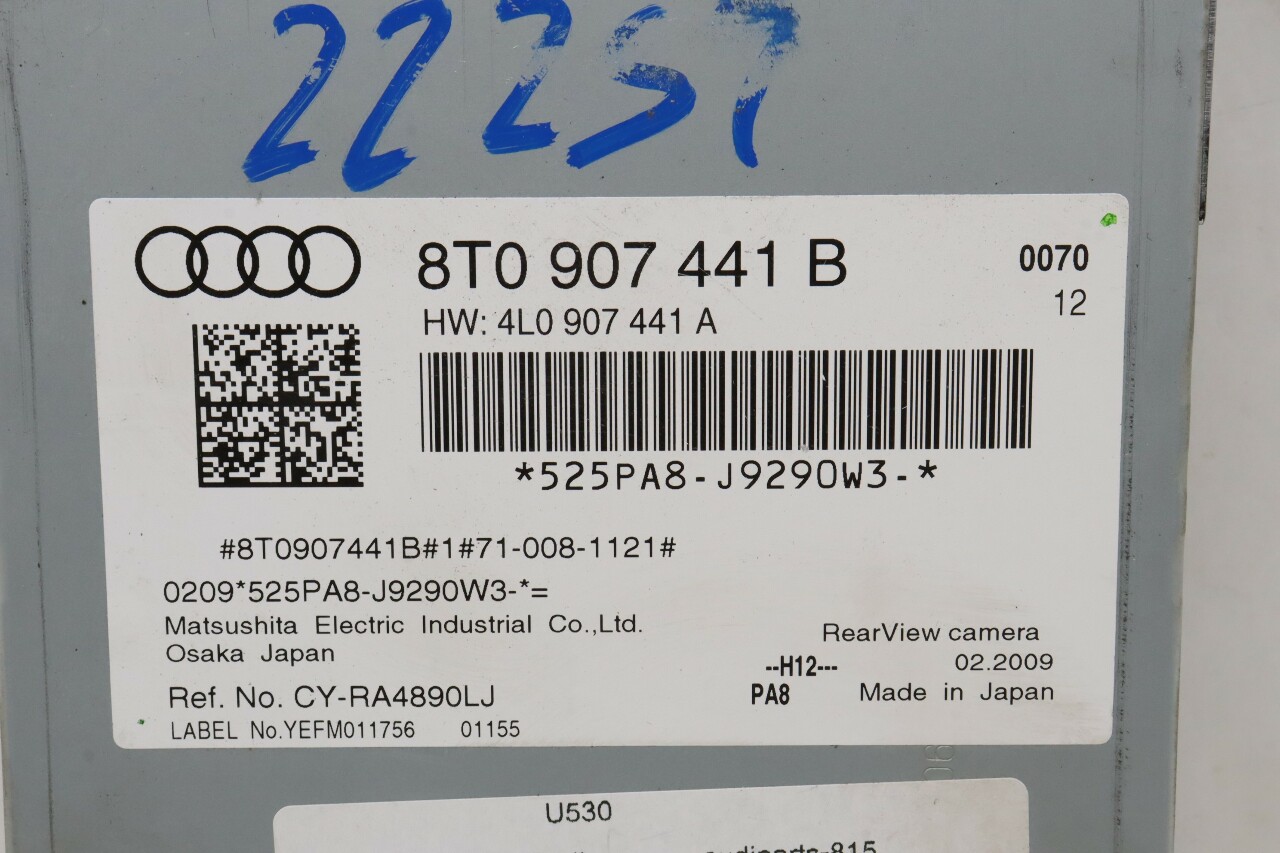 222ST
8T0 907 441 B
0070
HW: 4L0 907 441 A
12
*525PA8-J9290W3-*
#8T0907441B#1#71-008-1121#
0209*525PA8-J9290W3-*=
Matsushita Electric Industrial Co.,Ltd.
Osaka Japan
RearView camera
--H12---
02.2009
Ref. No. CY-RA4890LJ
PA8
Made in Japan
LABEL No.YEFM011756 01155
U530